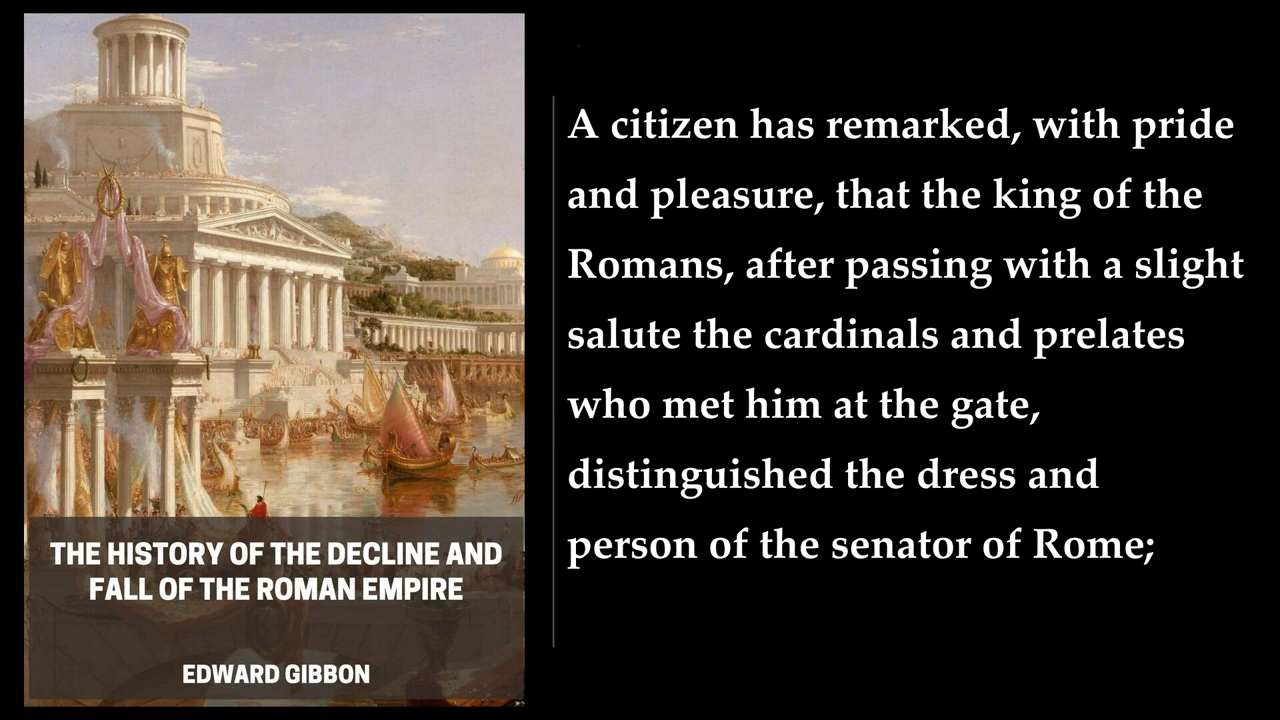 THE HISTORY OF THE DECLINE AND
FALL OF THE ROMAN EMPIRE
EDWARD GIBBON
A citizen has remarked, with pride
and pleasure, that the king of the
Romans, after passing with a slight
salute the cardinals and prelates
who met him at the gate,
distinguished the dress and
person of the senator of Rome;